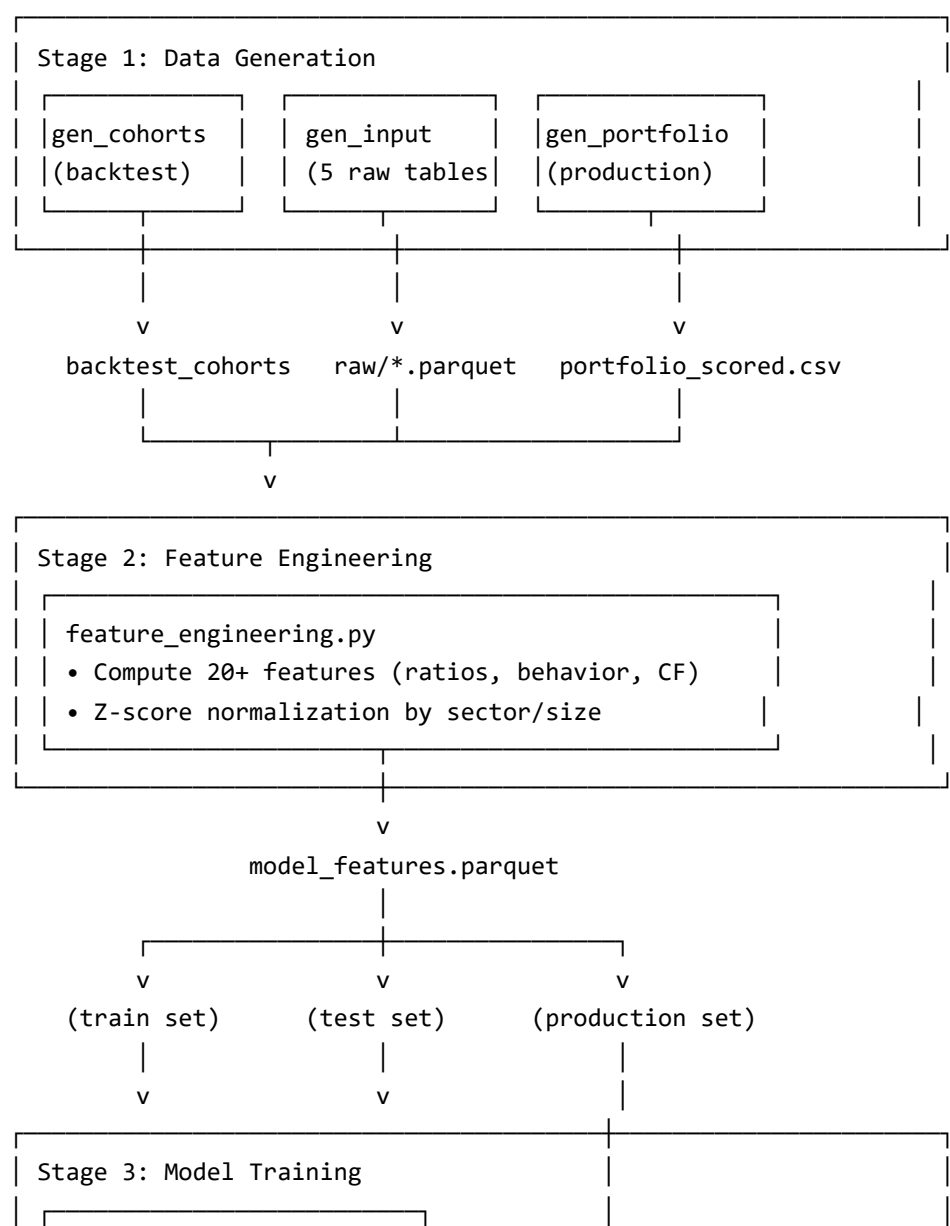 Stage 1: Data Generation
gen_cohorts gen_input gen_portfolio
(backtest) (5 raw tables (production)
v v v
backtest_cohorts raw/*.parquet portfolio_scored.csv
v
Stage 2: Feature Engineering
feature_engineering.py
• Compute 20+ features (ratios, behavior, CF)
• Z-score normalization by sector/size
v
model_features.parquet
v v v
(train set) (test set) (production set)
v v
Stage 3: Model Training